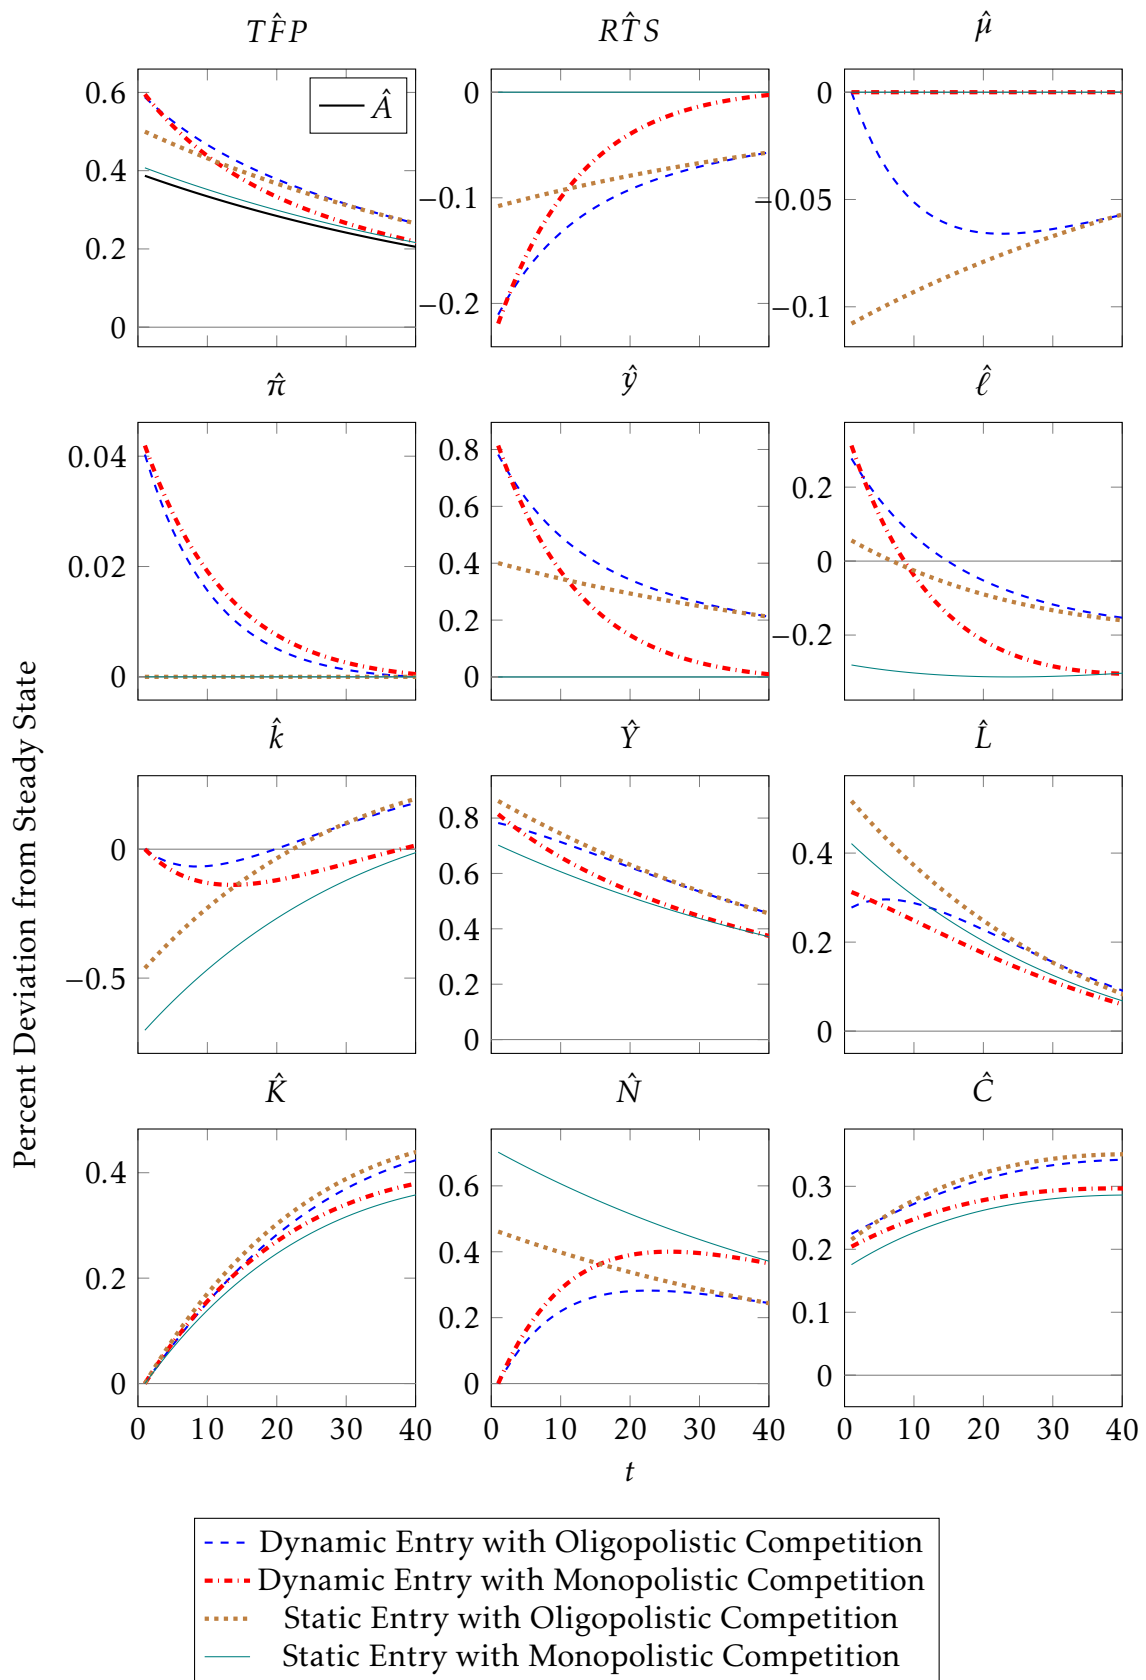 TF̂P
RT̂S
μ̂
0.6
0.4
0.2
0
Â
0
−0.1
−0.2
0
−0.05
−0.1
π̂
ŷ
ℓ̂
0.04
0.02
0
0.8
0.6
0.4
0.2
0
0.2
0
−0.2
k̂
Ŷ
L̂
0
−0.5
0.8
0.6
0.4
0.2
0
0.4
0.2
0
K̂
N̂
Ĉ
0.4
0.2
0
0.6
0.4
0.2
0
0.3
0.2
0.1
0
0 10 20 30 40
0 10 20 30 40
0 10 20 30 40
t
Percent Deviation from Steady State
Dynamic Entry with Oligopolistic Competition
Dynamic Entry with Monopolistic Competition
Static Entry with Oligopolistic Competition
Static Entry with Monopolistic Competition